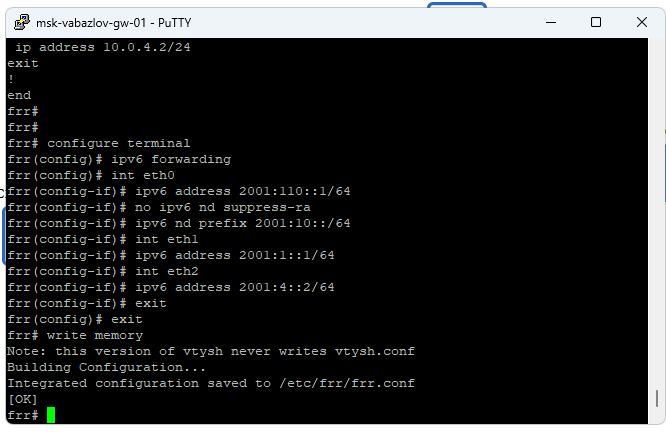 msk-vabazlov-gw-01 - PuTTY
ip address 10.0.4.2/24
exit
!
end
frr#
frr#
frr# configure terminal
frr(config)# ipv6 forwarding
frr(config)# int eth0
frr(config-if)# ipv6 address 2001:110::1/64
frr(config-if)# no ipv6 nd suppress-ra
frr(config-if)# ipv6 nd prefix 2001:10::/64
frr(config-if)# int eth1
frr(config-if)# ipv6 address 2001:1::1/64
frr(config-if)# int eth2
frr(config-if)# ipv6 address 2001:4::2/64
frr(config-if)# exit
frr(config)# exit
frr# write memory
Note: this version of vtysh never writes vtysh.conf
Building Configuration...
Integrated configuration saved to /etc/frr/frr.conf
[OK]
frr#